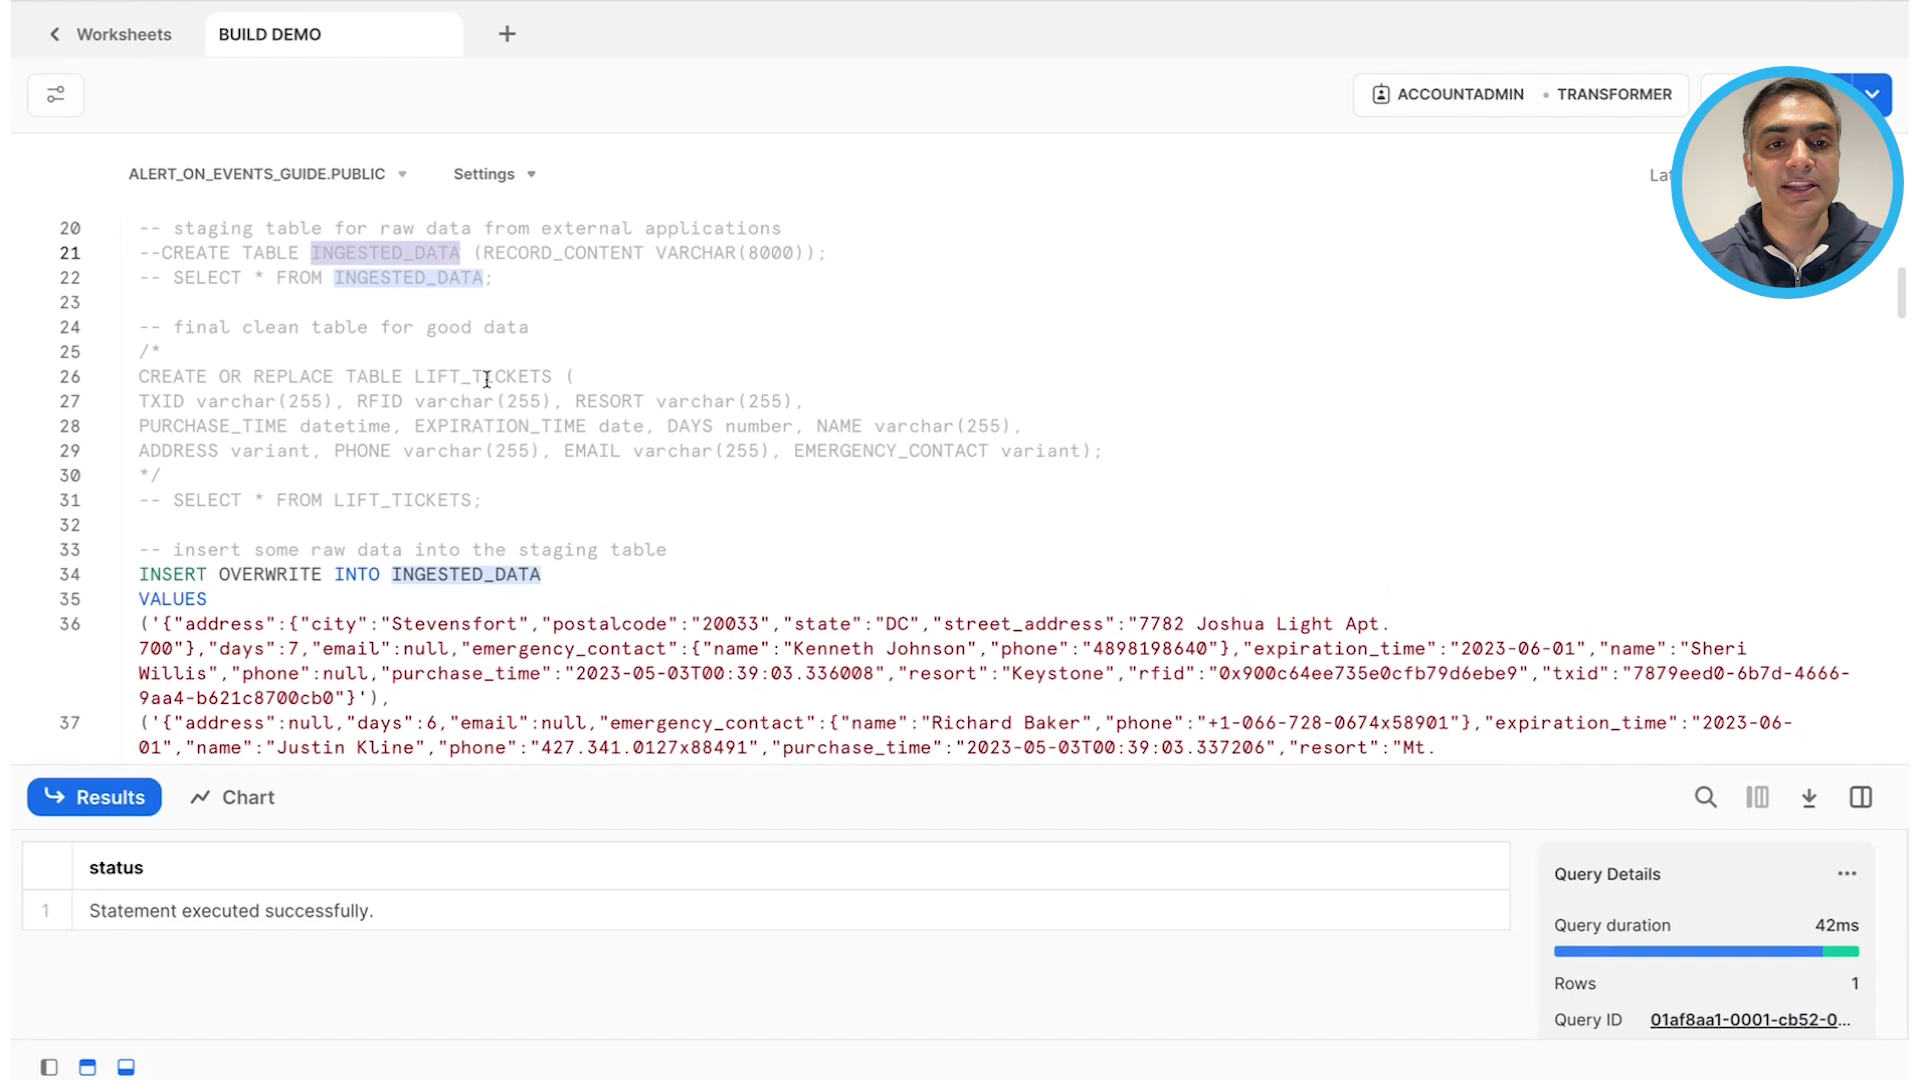 Worksheets
BUILD DEMO
+
ACCOUNTADMIN • TRANSFORMER
ALERT_ON_EVENTS_GUIDE.PUBLIC
Settings
20 -- staging table for raw data from external applications
21 --CREATE TABLE INGESTED_DATA (RECORD_CONTENT VARCHAR(8000));
22 -- SELECT * FROM INGESTED_DATA;
23
24 -- final clean table for good data
25 /*
26 CREATE OR REPLACE TABLE LIFT_TICKETS (
27 TXID varchar(255), RFID varchar(255), RESORT varchar(255),
28 PURCHASE_TIME datetime, EXPIRATION_TIME date, DAYS number, NAME varchar(255),
29 ADDRESS variant, PHONE varchar(255), EMAIL varchar(255), EMERGENCY_CONTACT variant);
30 */
31 -- SELECT * FROM LIFT_TICKETS;
32
33 -- insert some raw data into the staging table
34 INSERT OVERWRITE INTO INGESTED_DATA
35 VALUES
36 ('{"address":{"city":"Stevensfort","postalcode":"20033","state":"DC","street_address":"7782 Joshua Light Apt.
700"},"days":7,"email":null,"emergency_contact":{"name":"Kenneth Johnson","phone":"4898198640"},"expiration_time":"2023-06-01","name":"Sheri
Willis","phone":null,"purchase_time":"2023-05-03T00:39:03.336008","resort":"Keystone","rfid":"0x900c64ee735e0cfb79d6ebe9","txid":"7879eed0-6b7d-4666-
9aa4-b621c8700cb0"}'),
37 ('{"address":null,"days":6,"email":null,"emergency_contact":{"name":"Richard Baker","phone":"+1-066-728-0674x58901"},"expiration_time":"2023-06-
01","name":"Justin Kline","phone":"427.341.0127x88491","purchase_time":"2023-05-03T00:39:03.337206","resort":"Mt.
Results
Chart
status
1 Statement executed successfully.
Query Details
...
Query duration 42ms
Rows 1
Query ID 01af8aa1-0001-cb52-0...